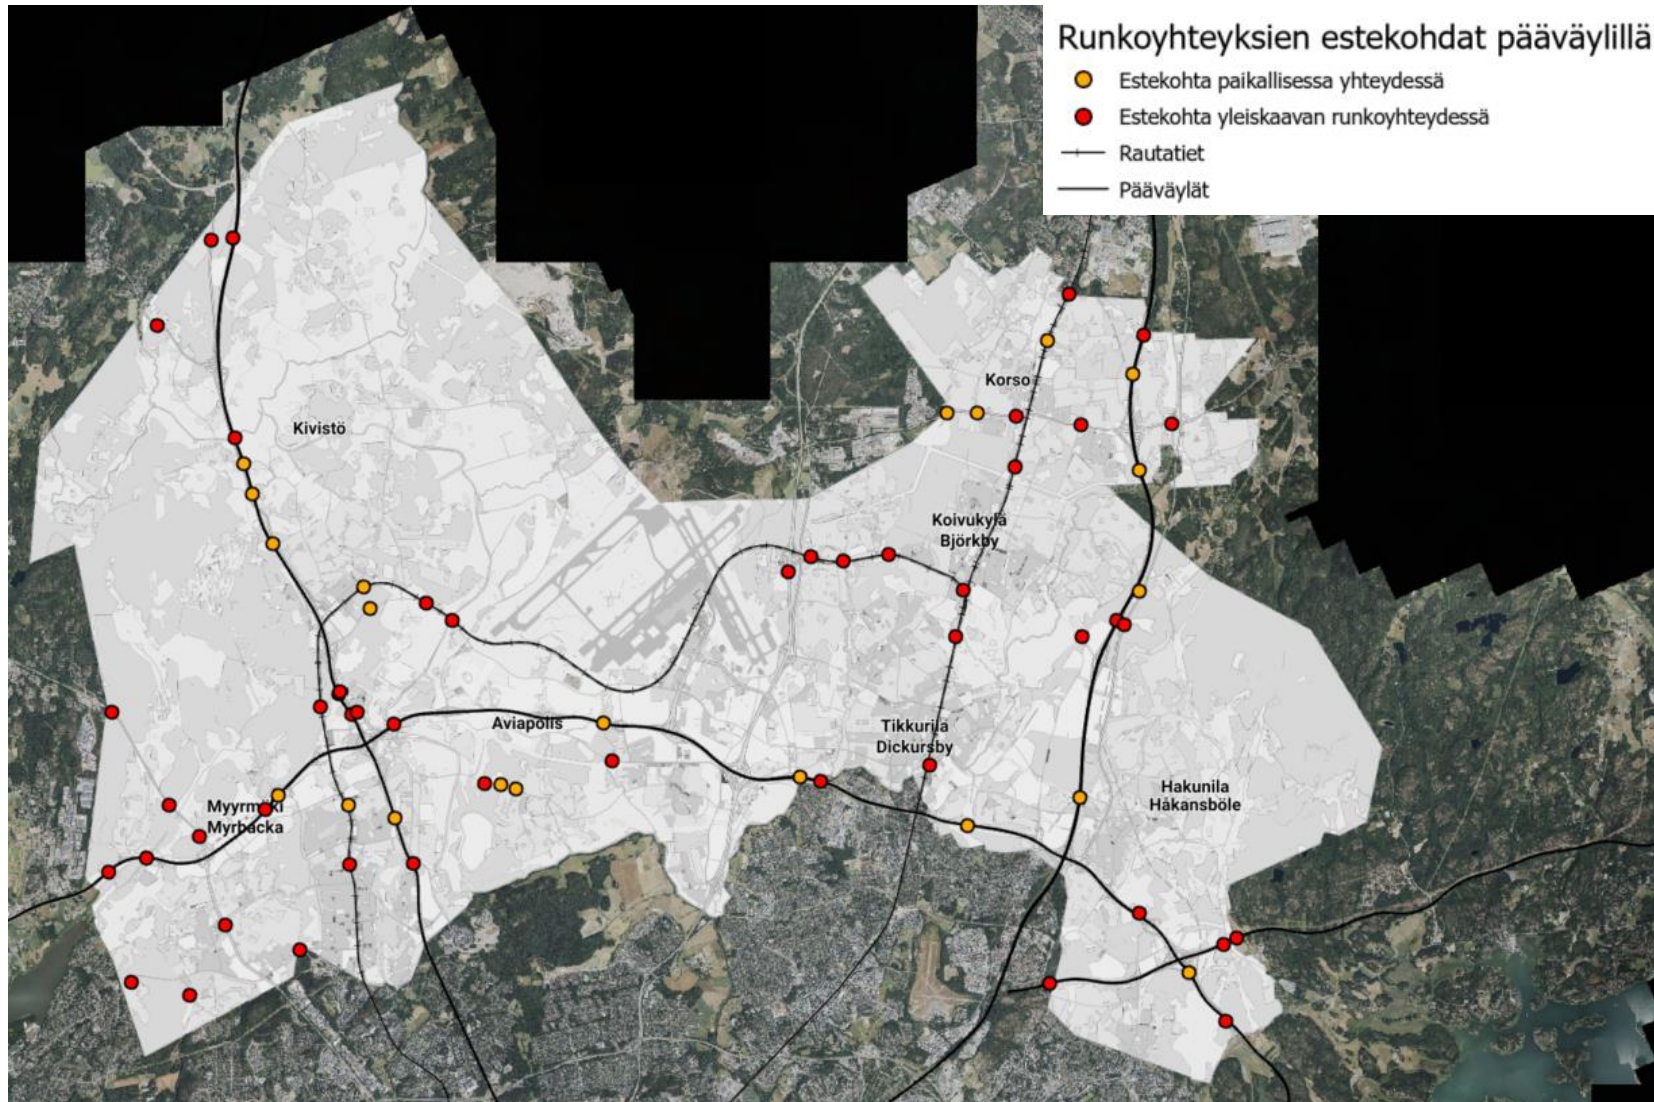 Runkoyhteyksien estekohdat pääväylillä
Estekohta paikallisessa yhteydessä
Estekohta yleiskaavan runkoyhteydessä
Rautatiet
Pääväylät
Korso
Kivistö
Koivukylä
Björkby
Aviapolis
Tikkurila
Dickursby
Hakunila
Håkansböle
Myyrmäki
Myrbacka